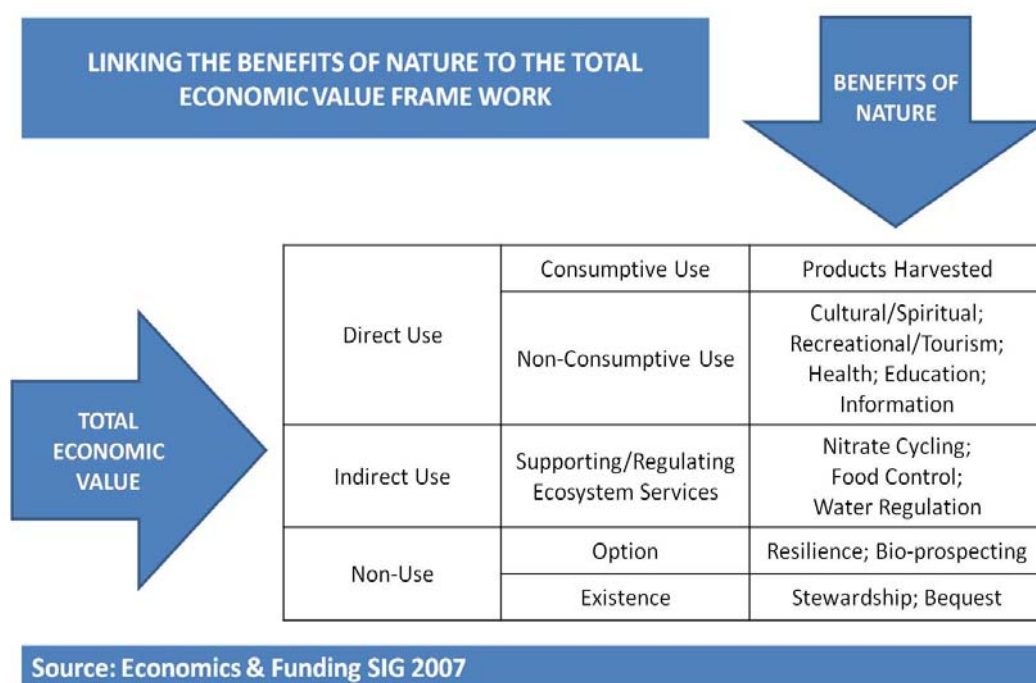 LINKING THE BENEFITS OF NATURE TO THE TOTAL
ECONOMIC VALUE FRAME WORK
BENEFITS OF
NATURE
TOTAL
ECONOMIC
VALUE
Direct Use
Consumptive Use
Products Harvested
Non-Consumptive Use
Cultural/Spiritual;
Recreational/Tourism;
Health; Education;
Information
Indirect Use
Supporting/Regulating
Ecosystem Services
Nitrate Cycling;
Food Control;
Water Regulation
Non-Use
Option
Resilience; Bio-prospecting
Existence
Stewardship; Bequest
Source: Economics & Funding SIG 2007